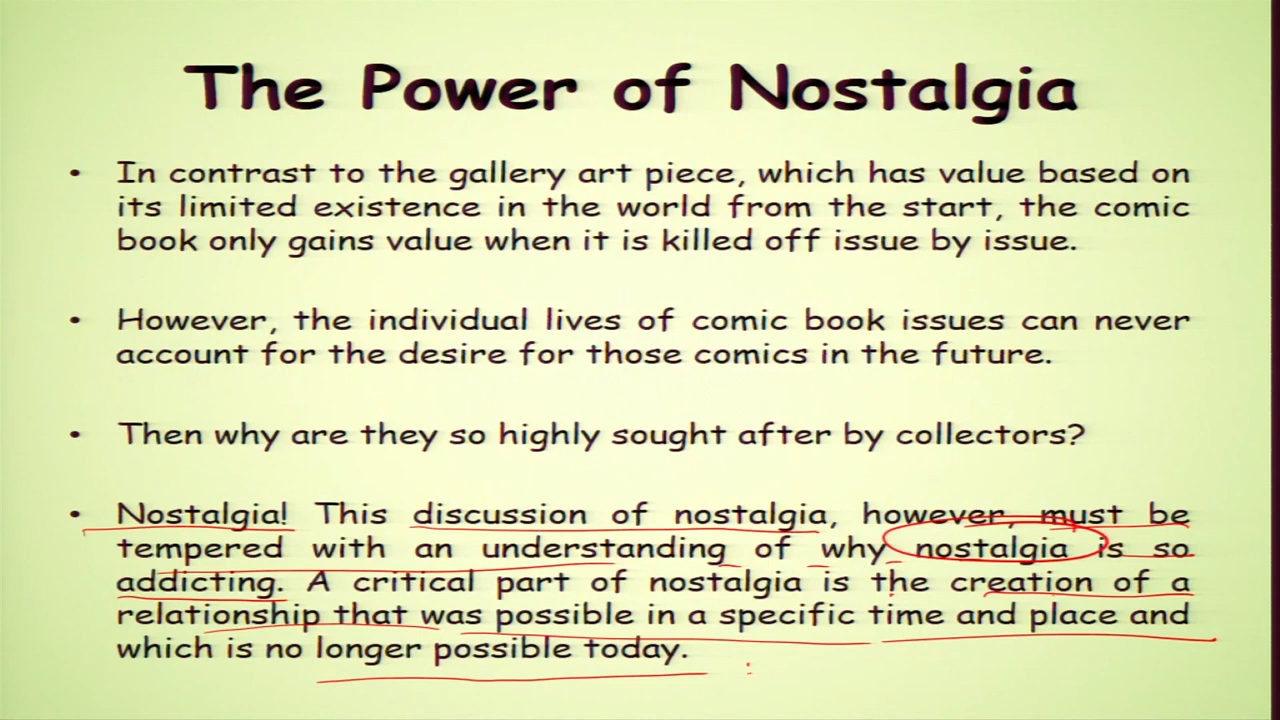 The Power of Nostalgia
• In contrast to the gallery art piece, which has value based on
its limited existence in the world from the start, the comic
book only gains value when it is killed off issue by issue.
• However, the individual lives of comic book issues can never
account for the desire for those comics in the future.
• Then why are they so highly sought after by collectors?
• Nostalgia! This discussion of nostalgia, however, must be
tempered with an understanding of why nostalgia is so
addicting. A critical part of nostalgia is the creation of a
relationship that was possible in a specific time and place and
which is no longer possible today.